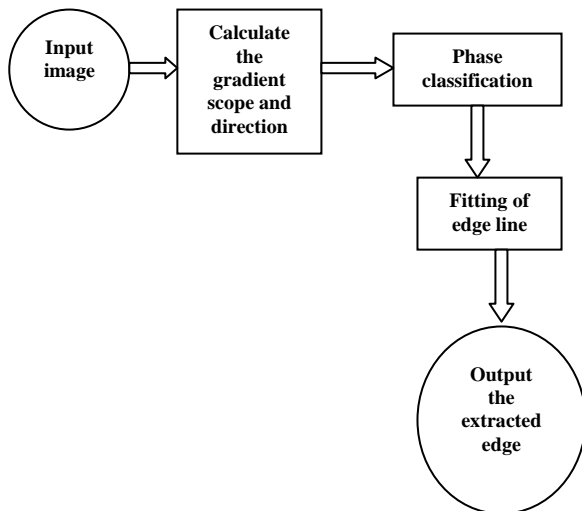 Input
image
Calculate
the
gradient
scope and
direction
Phase
classification
Fitting of
edge line
Output
the
extracted
edge